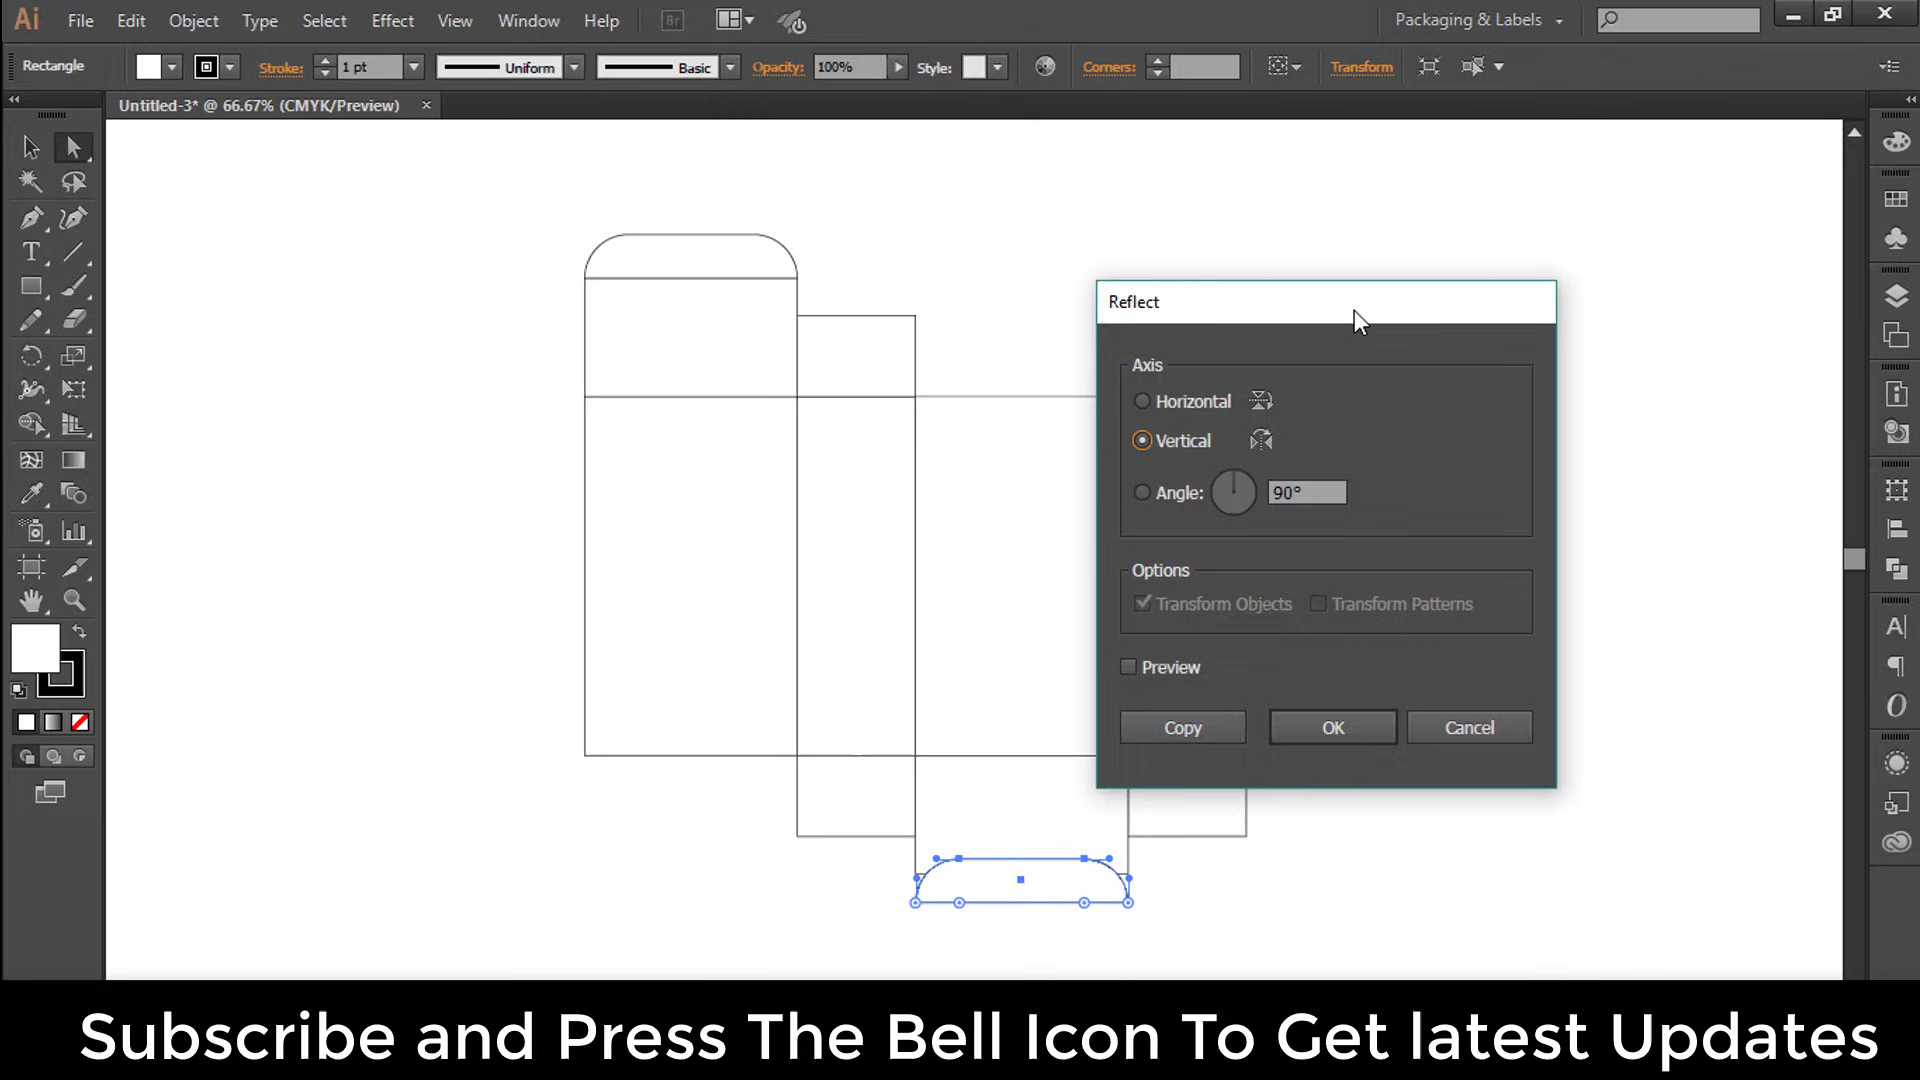 Ai File Edit Object Type Select Effect View Window Help Br Packaging & Labels
Rectangle Stroke: 1 pt Uniform Basic Opacity: 100% Style: Corners: Transform
Untitled-3* @ 66.67% (CMYK/Preview) ×
Reflect
Axis
Horizontal
Vertical
Angle: 90°
Options
Transform Objects Transform Patterns
Preview
Copy OK Cancel
Subscribe and Press The Bell Icon To Get latest Updates